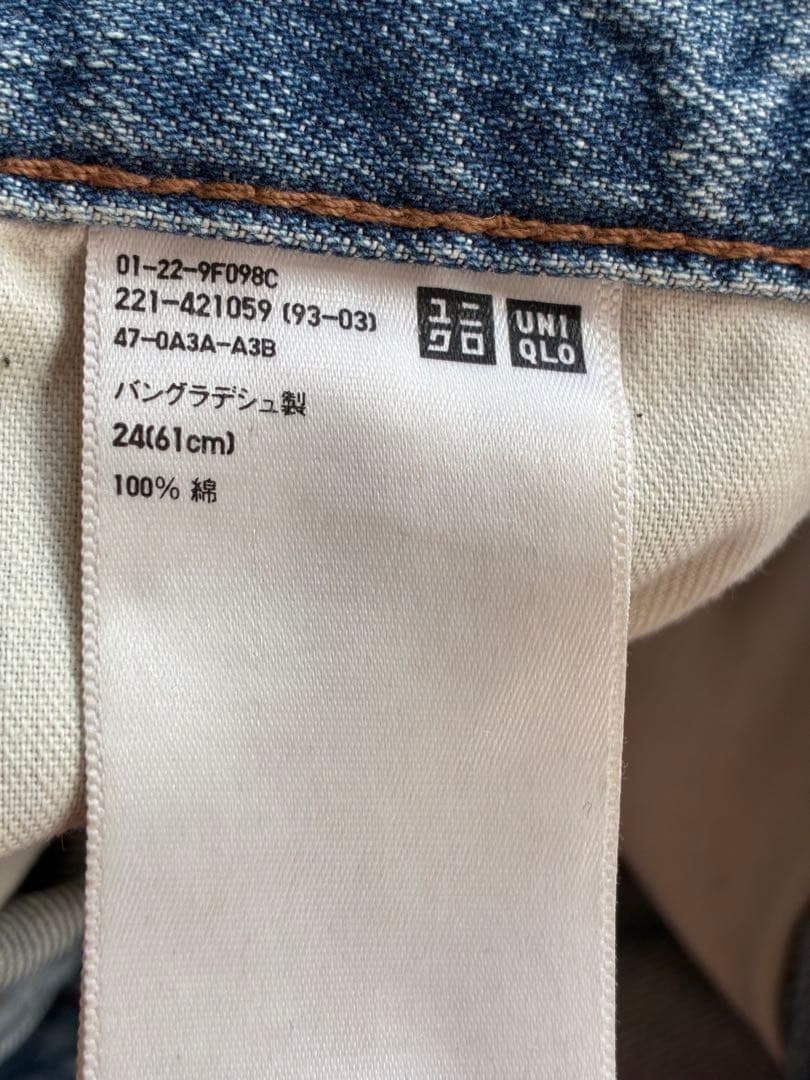 01-22-9F098C
221-421059 (93-03)
47-0A3A-A3B
ユニクロ
UNIQLO
バングラデシュ製
24(61cm)
100% 綿